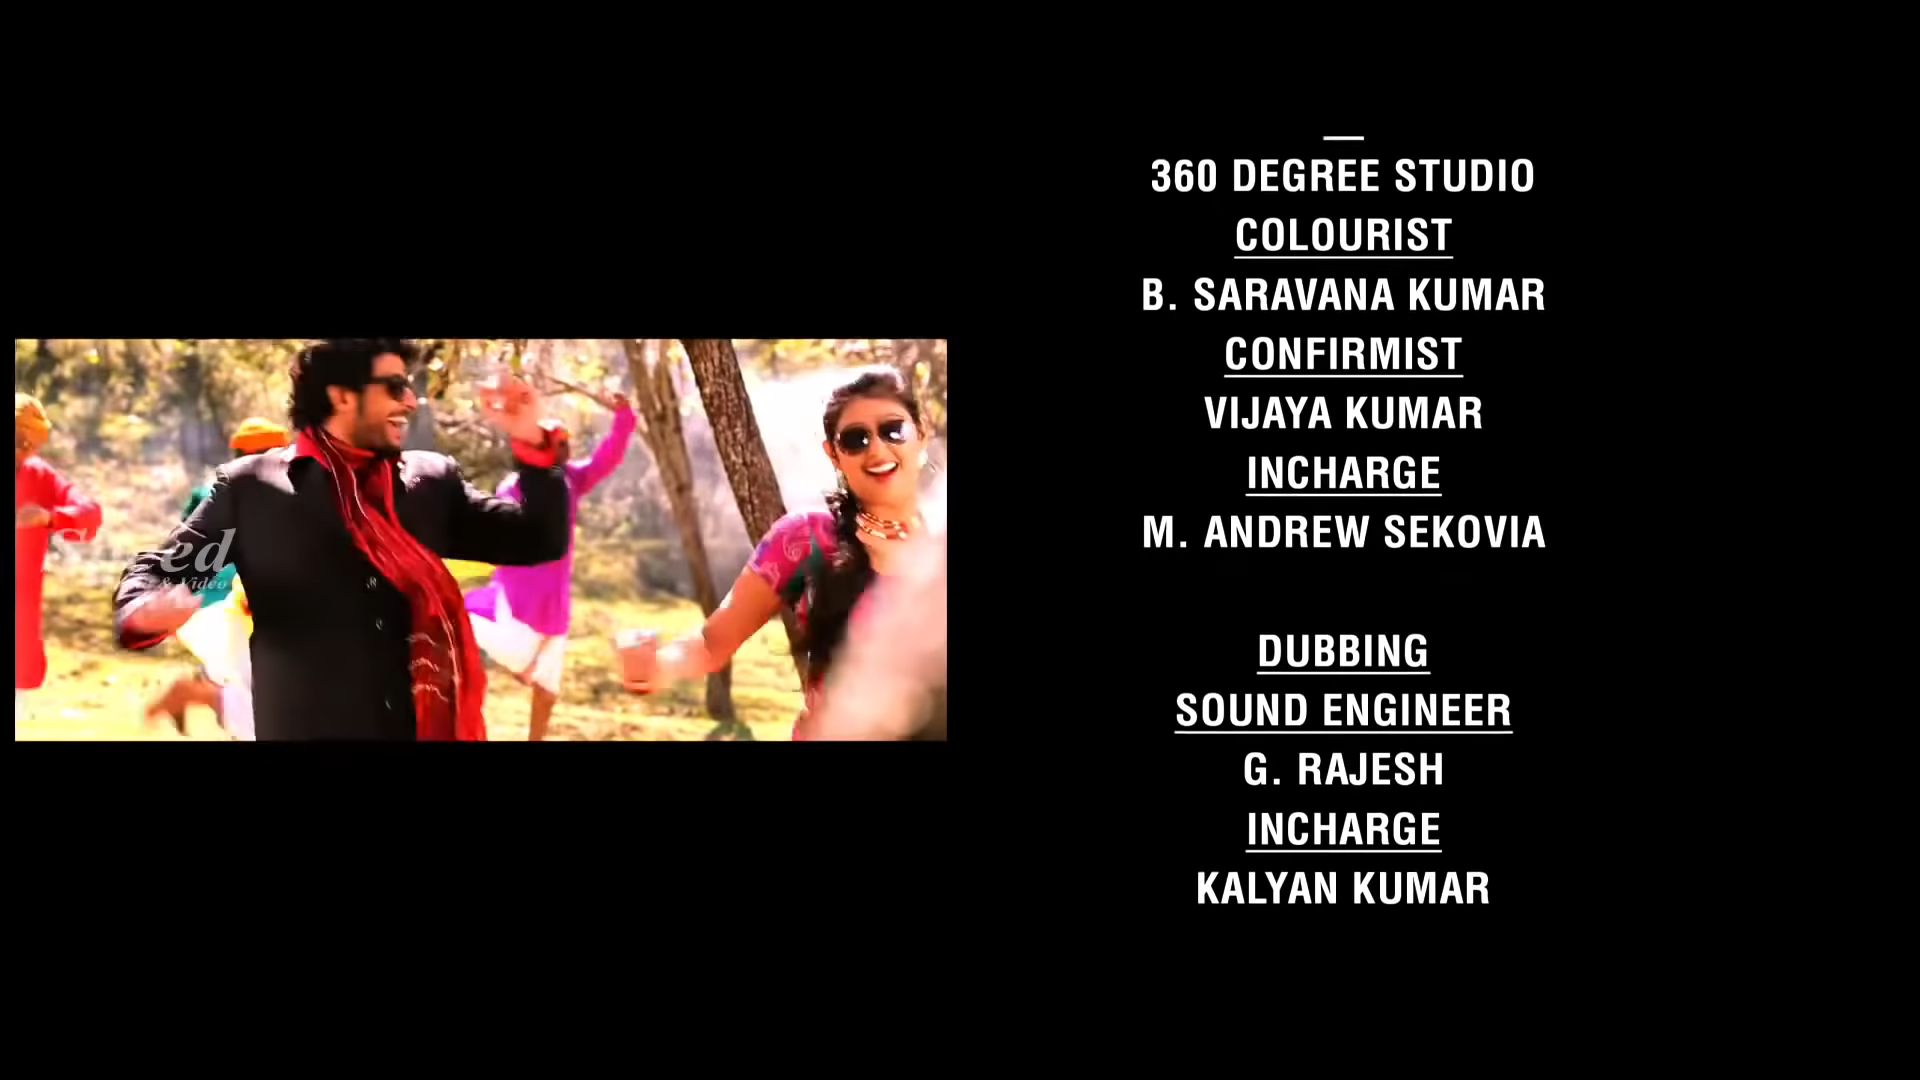 360 DEGREE STUDIO
COLOURIST
B. SARAVANA KUMAR
CONFIRMIST
VIJAYA KUMAR
INCHARGE
M. ANDREW SEKOVIA
DUBBING
SOUND ENGINEER
G. RAJESH
INCHARGE
KALYAN KUMAR
& Video